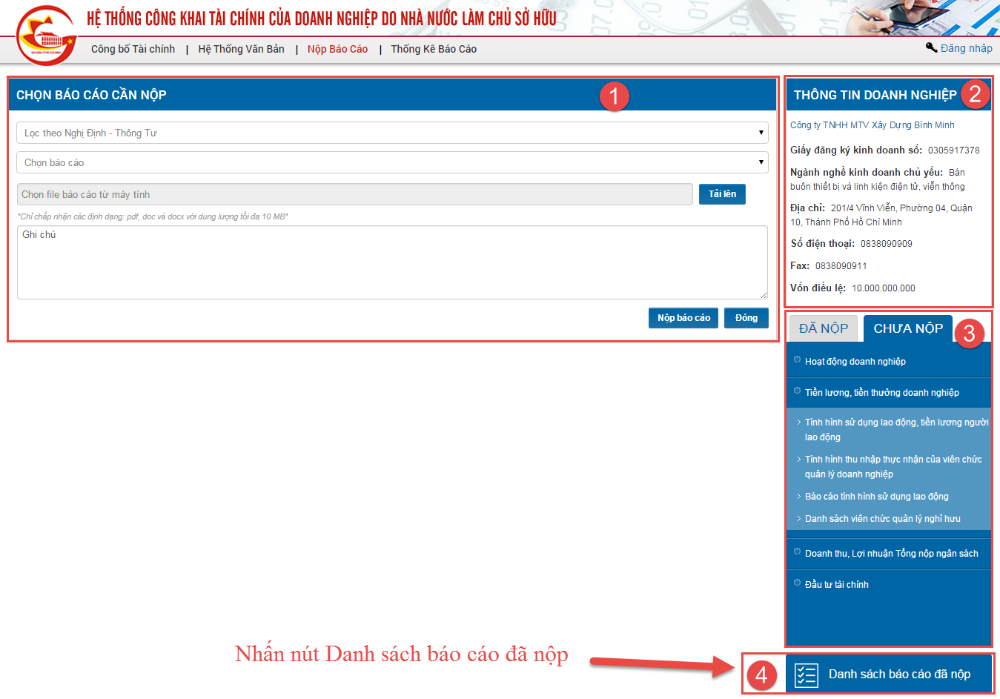 HỆ THỐNG CÔNG KHAI TÀI CHÍNH CỦA DOANH NGHIỆP DO NHÀ NƯỚC LÀM CHỦ SỞ HỮU
Công bố Tài chính | Hệ Thống Văn Bản | Nộp Báo Cáo | Thống Kê Báo Cáo
Đăng nhập
CHỌN BÁO CÁO CẦN NỘP
1
Lọc theo Nghị Định - Thông Tư
Chọn báo cáo
Chọn file báo cáo từ máy tính
Tải lên
*Chỉ chấp nhận các định dạng: pdf, doc và docx với dung lượng tối đa 10 MB*
Ghi chú
Nộp báo cáo
Đóng
THÔNG TIN DOANH NGHIỆP
2
Công ty TNHH MTV Xây Dựng Bình Minh
Giấy đăng ký kinh doanh số: 0305917378
Ngành nghề kinh doanh chủ yếu: Bán
buôn thiết bị và linh kiện điện tử, viễn thông
Địa chỉ: 201/4 Vĩnh Viễn, Phường 04, Quận
10, Thành Phố Hồ Chí Minh
Số điện thoại: 0838090909
Fax: 0838090911
Vốn điều lệ: 10.000.000.000
ĐÃ NỘP
CHƯA NỘP
3
Hoạt động doanh nghiệp
Tiền lương, tiền thưởng doanh nghiệp
Tình hình sử dụng lao động, tiền lương người
lao động
Tình hình thu nhập thực nhận của viên chức
quản lý doanh nghiệp
Báo cáo tình hình sử dụng lao động
Danh sách viên chức quản lý nghỉ hưu
Doanh thu, Lợi nhuận Tổng nộp ngân sách
Đầu tư tài chính
Nhấn nút Danh sách báo cáo đã nộp
4
Danh sách báo cáo đã nộp